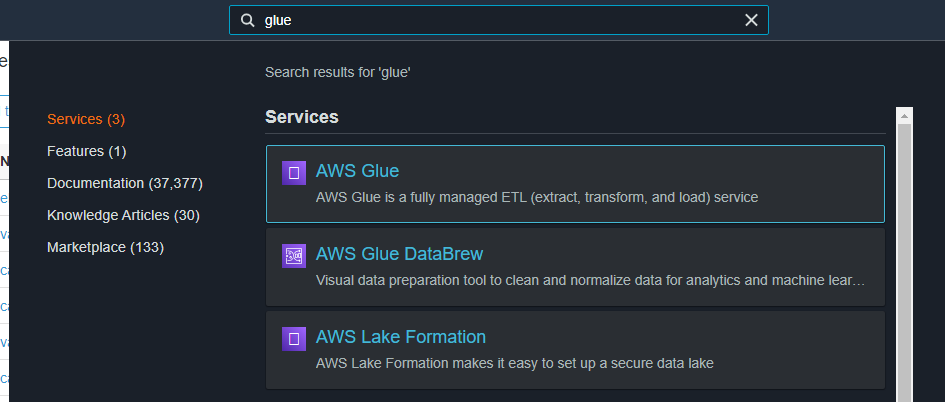 glue
Search results for 'glue'
Services (3)
Features (1)
Documentation (37,377)
Knowledge Articles (30)
Marketplace (133)
Services
AWS Glue
AWS Glue is a fully managed ETL (extract, transform, and load) service
AWS Glue DataBrew
Visual data preparation tool to clean and normalize data for analytics and machine lear…
AWS Lake Formation
AWS Lake Formation makes it easy to set up a secure data lake